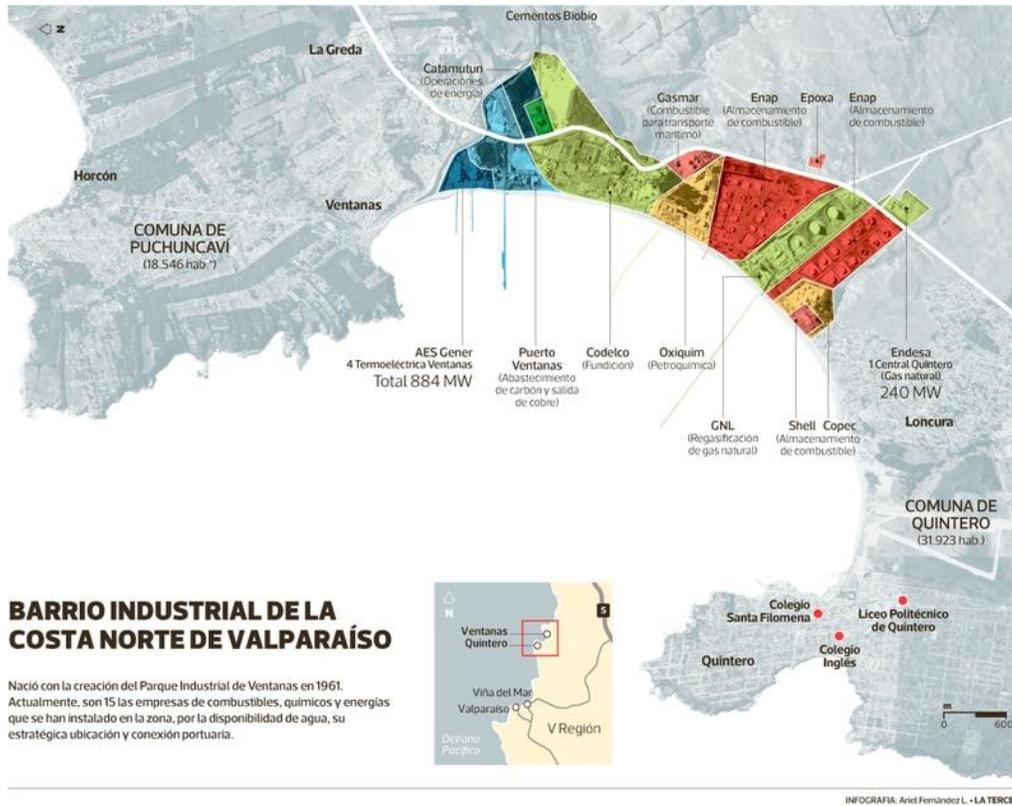 Cementos Biobío
N
La Greda
Catamutun
(Operaciones
de energía)
Gasmar
(Combustible
para transporte
marítimo)
Enap
(Almacenamiento
de combustible)
Epoxa
Enap
(Almacenamiento
de combustible)
Horcón
Ventanas
COMUNA DE
PUCHUNCAVÍ
(18.546 hab.*)
AES Gener
4 Termoeléctrica Ventanas
Total 884 MW
Puerto
Ventanas
(Abastecimiento
de carbón y salida
de cobre)
Codelco
(Fundición)
Oxiquim
(Petroquímica)
Endesa
1 Central Quintero
(Gas natural)
240 MW
GNL
(Regasificación
de gas natural)
Shell Copec
(Almacenamiento
de combustible)
Loncura
COMUNA DE
QUINTERO
(31.923 hab.)
BARRIO INDUSTRIAL DE LA
COSTA NORTE DE VALPARAÍSO
Nació con la creación del Parque Industrial de Ventanas en 1961.
Actualmente, son 15 las empresas de combustibles, químicos y energías
que se han instalado en la zona, por la disponibilidad de agua, su
estratégica ubicación y conexión portuaria.
N
5
Ventanas
Quintero
Viña del Mar
Valparaíso
V Región
Océano
Pacífico
Colegio
Santa Filomena
Liceo Politécnico
de Quintero
Colegio
Inglés
Quintero
m
0 600
INFOGRAFIA: Ariel Fernández L. • LA TERCE